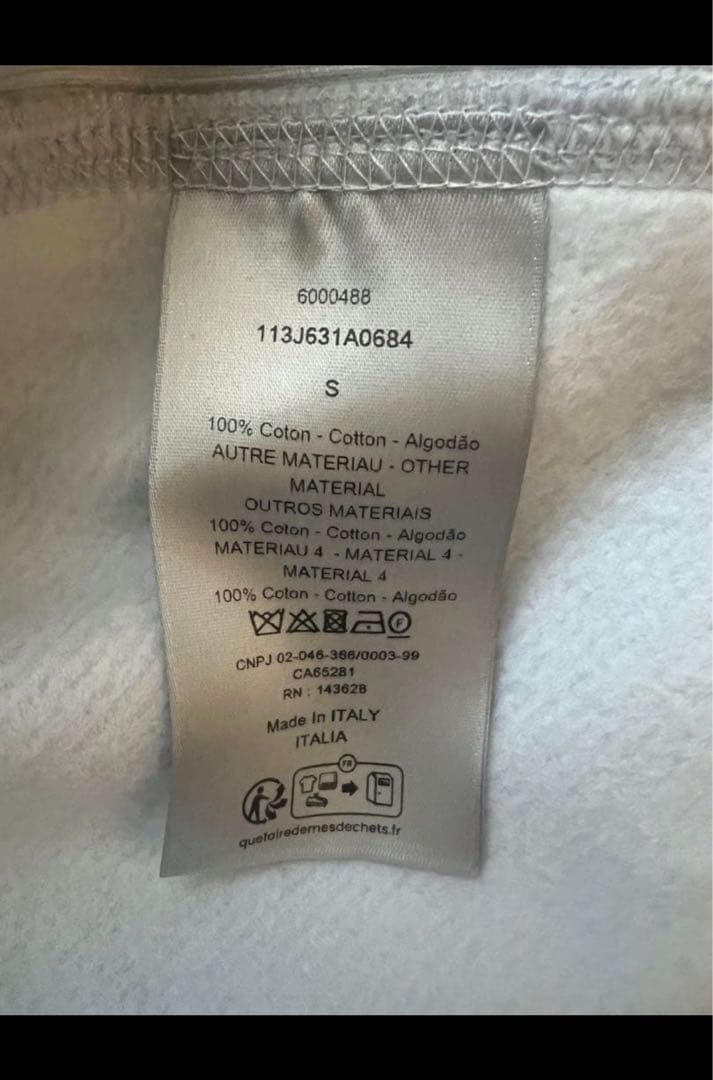 6000488
113J631A0684
S
100% Coton - Cotton - Algodão
AUTRE MATERIAU - OTHER
MATERIAL
OUTROS MATERIAIS
100% Coton - Cotton - Algodão
MATERIAU 4 - MATERIAL 4 -
MATERIAL 4
100% Coton - Cotton - Algodão
F
CNPJ 02-046-366/0003-99
CA65281
RN : 143628
Made In ITALY
ITALIA
FR
quefairedemesdechets.fr